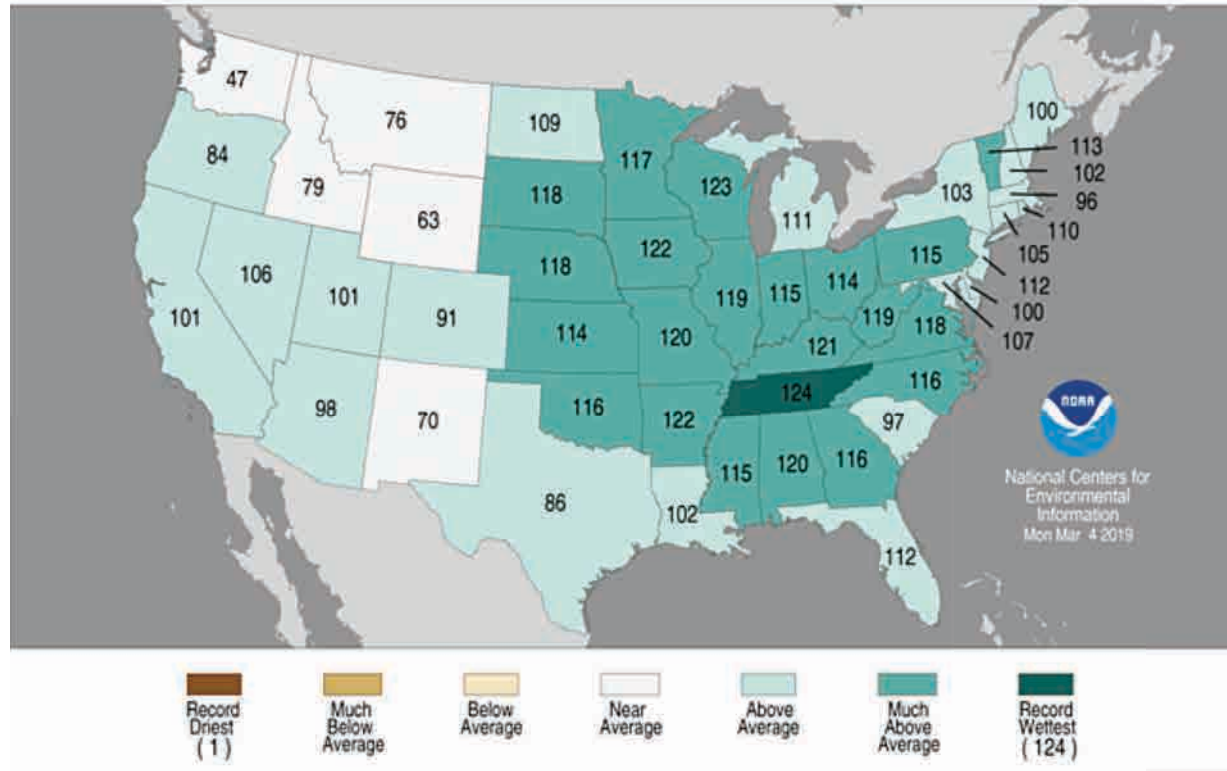 47
76
109
117
100
84
79
63
118
123
111
103
113
102
96
110
105
112
100
107
106
101
101
91
118
122
119
115
114
115
119
118
114
120
121
98
70
116
122
124
116
97
86
102
115
120
116
112
NOAA
National Centers for
Environmental
Information
Mon Mar 4 2019
Record
Driest
( 1 )
Much
Below
Average
Below
Average
Near
Average
Above
Average
Much
Above
Average
Record
Wettest
( 124 )